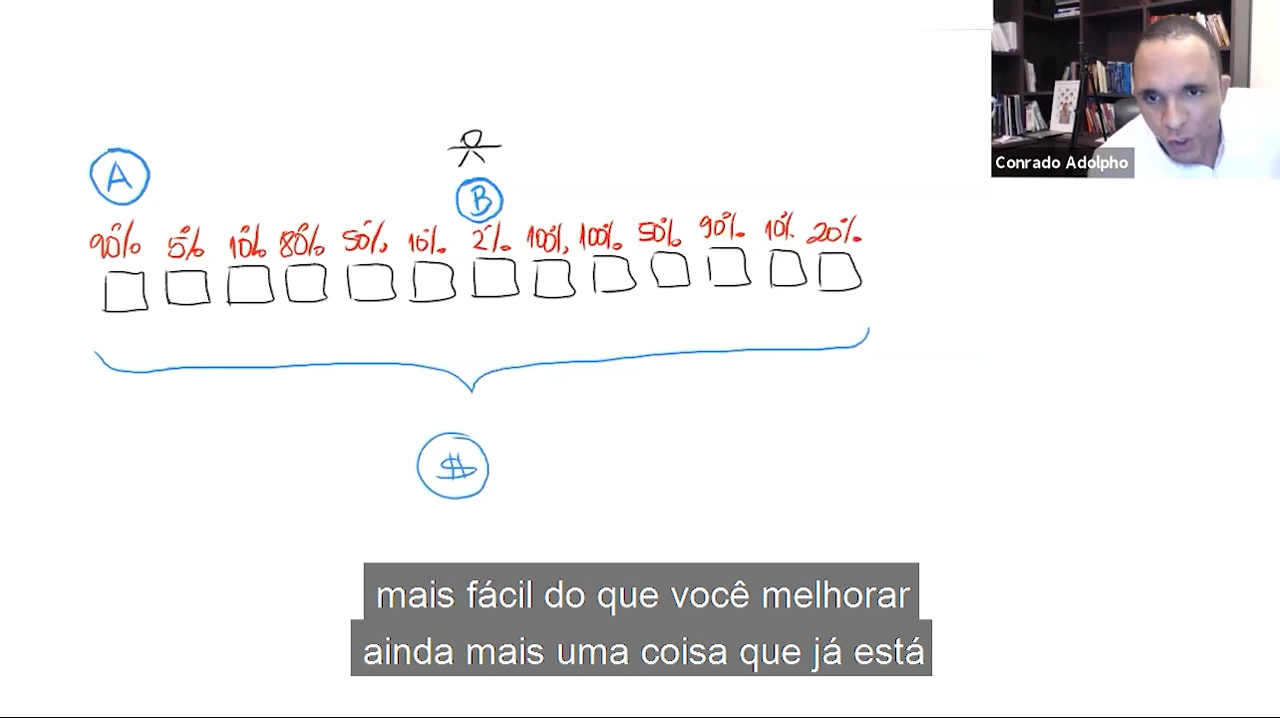 Conrado Adolpho
A
B
90% 5% 10% 80% 50% 10% 2% 100% 100% 50% 90% 10% 20%
$
mais fácil do que você melhorar
ainda mais uma coisa que já está